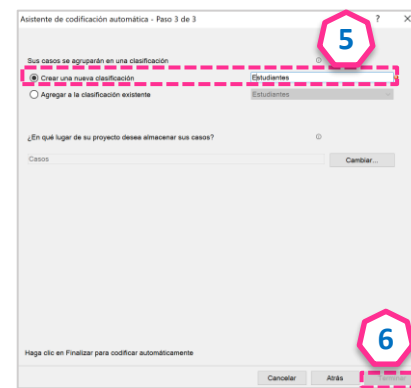 Asistente de codificación automática - Paso 3 de 3 ? ×
5
Sus casos se agruparán en una clasificación
Crear una nueva clasificación Estudiantes
Agregar a la clasificación existente Estudiantes
¿En qué lugar de su proyecto desea almacenar sus casos?
Casos Cambiar...
6
Haga clic en Finalizar para codificar automáticamente
Cancelar Atrás Terminar